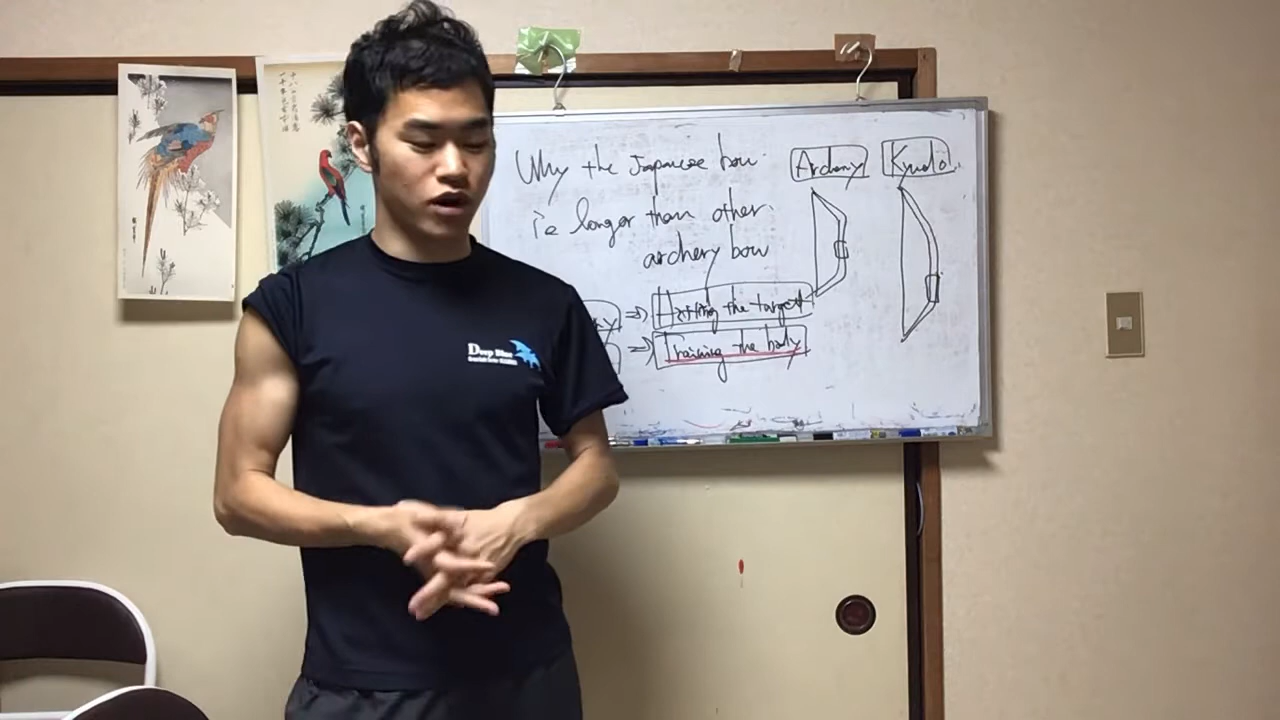 Why the Japanese bow
is longer than other
archery bow
Archery
Kyudo
⇒ Hitting the target
⇒ Training the body
Deep Blue